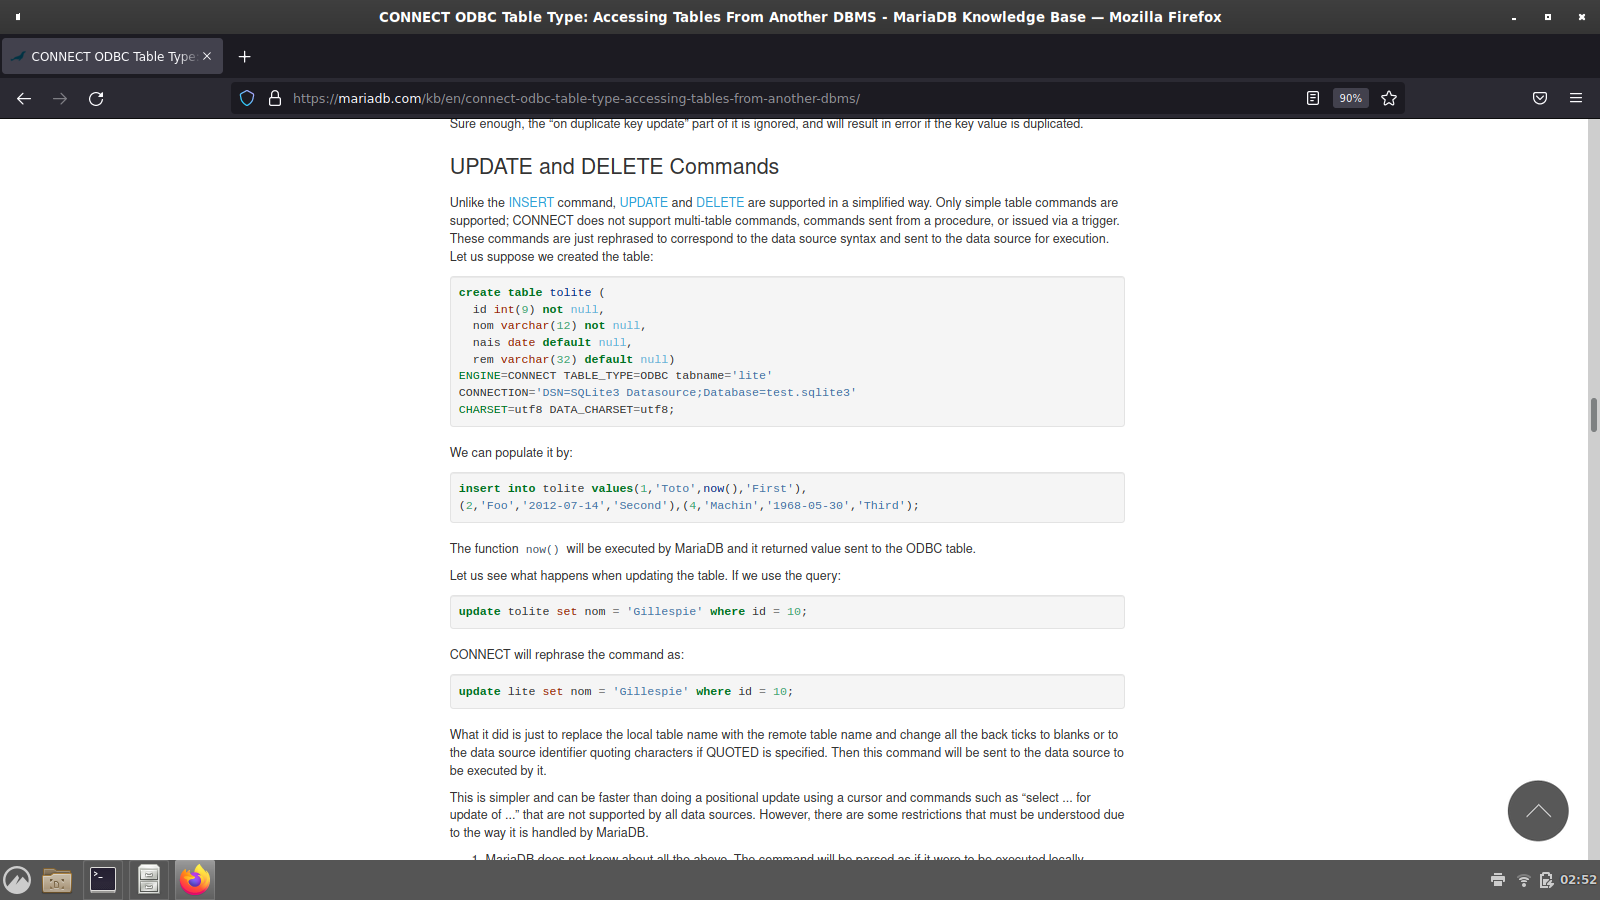 CONNECT ODBC Table Type: Accessing Tables From Another DBMS - MariaDB Knowledge Base — Mozilla Firefox
CONNECT ODBC Table Type:
https://mariadb.com/kb/en/connect-odbc-table-type-accessing-tables-from-another-dbms/
90%
Sure enough, the “on duplicate key update” part of it is ignored, and will result in error if the key value is duplicated.
UPDATE and DELETE Commands
Unlike the INSERT command, UPDATE and DELETE are supported in a simplified way. Only simple table commands are
supported; CONNECT does not support multi-table commands, commands sent from a procedure, or issued via a trigger.
These commands are just rephrased to correspond to the data source syntax and sent to the data source for execution.
Let us suppose we created the table:
create table tolite (
id int(9) not null,
nom varchar(12) not null,
nais date default null,
rem varchar(32) default null)
ENGINE=CONNECT TABLE_TYPE=ODBC tabname='lite'
CONNECTION='DSN=SQLite3 Datasource;Database=test.sqlite3'
CHARSET=utf8 DATA_CHARSET=utf8;
We can populate it by:
insert into tolite values(1,'Toto',now(),'First'),
(2,'Foo','2012-07-14','Second'),(4,'Machin','1968-05-30','Third');
The function now() will be executed by MariaDB and it returned value sent to the ODBC table.
Let us see what happens when updating the table. If we use the query:
update tolite set nom = 'Gillespie' where id = 10;
CONNECT will rephrase the command as:
update lite set nom = 'Gillespie' where id = 10;
What it did is just to replace the local table name with the remote table name and change all the back ticks to blanks or to
the data source identifier quoting characters if QUOTED is specified. Then this command will be sent to the data source to
be executed by it.
This is simpler and can be faster than doing a positional update using a cursor and commands such as “select ... for
update of ...” that are not supported by all data sources. However, there are some restrictions that must be understood due
to the way it is handled by MariaDB.
1. MariaDB does not know about all the above. The command will be parsed as if it were to be executed locally
02:52